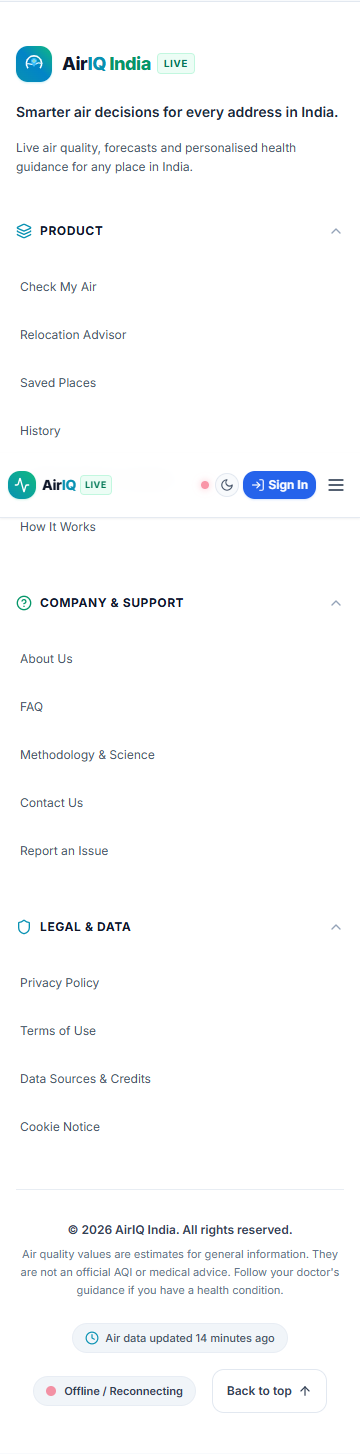 AirIQ India LIVE
Smarter air decisions for every address in India.
Live air quality, forecasts and personalised health
guidance for any place in India.
PRODUCT
Check My Air
Relocation Advisor
Saved Places
History
AirIQ LIVE Sign In
How It Works
COMPANY & SUPPORT
About Us
FAQ
Methodology & Science
Contact Us
Report an Issue
LEGAL & DATA
Privacy Policy
Terms of Use
Data Sources & Credits
Cookie Notice
© 2026 AirIQ India. All rights reserved.
Air quality values are estimates for general information. They
are not an official AQI or medical advice. Follow your doctor's
guidance if you have a health condition.
Air data updated 14 minutes ago
Offline / Reconnecting
Back to top